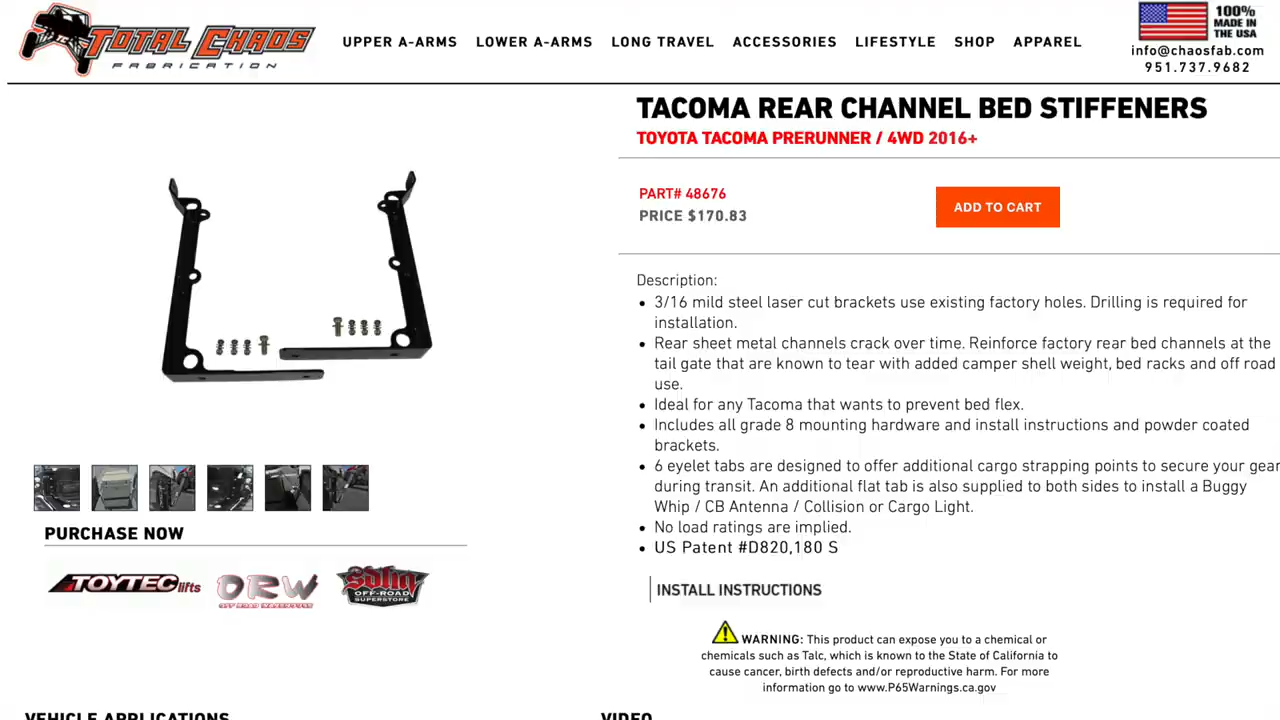 TOTAL CHAOS
FABRICATION
UPPER A-ARMS LOWER A-ARMS LONG TRAVEL ACCESSORIES LIFESTYLE SHOP APPAREL
100%
MADE IN
THE USA
info@chaosfab.com
951.737.9682
TACOMA REAR CHANNEL BED STIFFENERS
TOYOTA TACOMA PRERUNNER / 4WD 2016+
PART# 48676
PRICE $170.83
ADD TO CART
Description:
• 3/16 mild steel laser cut brackets use existing factory holes. Drilling is required for
installation.
• Rear sheet metal channels crack over time. Reinforce factory rear bed channels at the
tail gate that are known to tear with added camper shell weight, bed racks and off road
use.
• Ideal for any Tacoma that wants to prevent bed flex.
• Includes all grade 8 mounting hardware and install instructions and powder coated
brackets.
• 6 eyelet tabs are designed to offer additional cargo strapping points to secure your gear
during transit. An additional flat tab is also supplied to both sides to install a Buggy
Whip / CB Antenna / Collision or Cargo Light.
• No load ratings are implied.
• US Patent #D820,180 S
INSTALL INSTRUCTIONS
WARNING: This product can expose you to a chemical or
chemicals such as Talc, which is known to the State of California to
cause cancer, birth defects and/or reproductive harm. For more
information go to www.P65Warnings.ca.gov
PURCHASE NOW
TOYTEC lifts
ORW
OFF ROAD WAREHOUSE
sdhq
OFF-ROAD
SUPERSTORE
VEHICLE APPLICATIONS
VIDEO